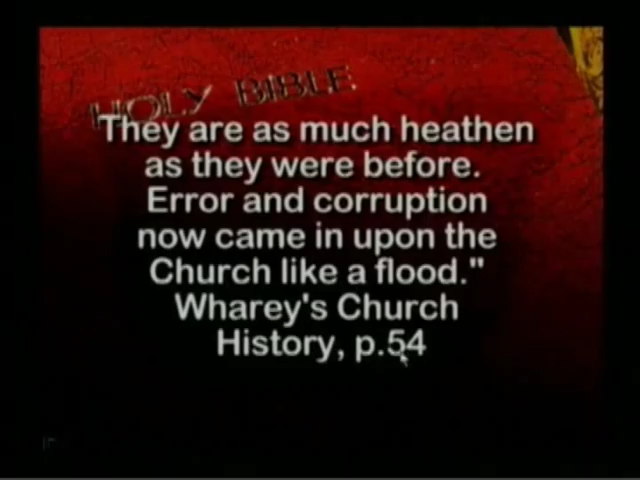 HOLY BIBLE
They are as much heathen
as they were before.
Error and corruption
now came in upon the
Church like a flood."
Wharey's Church
History, p.54